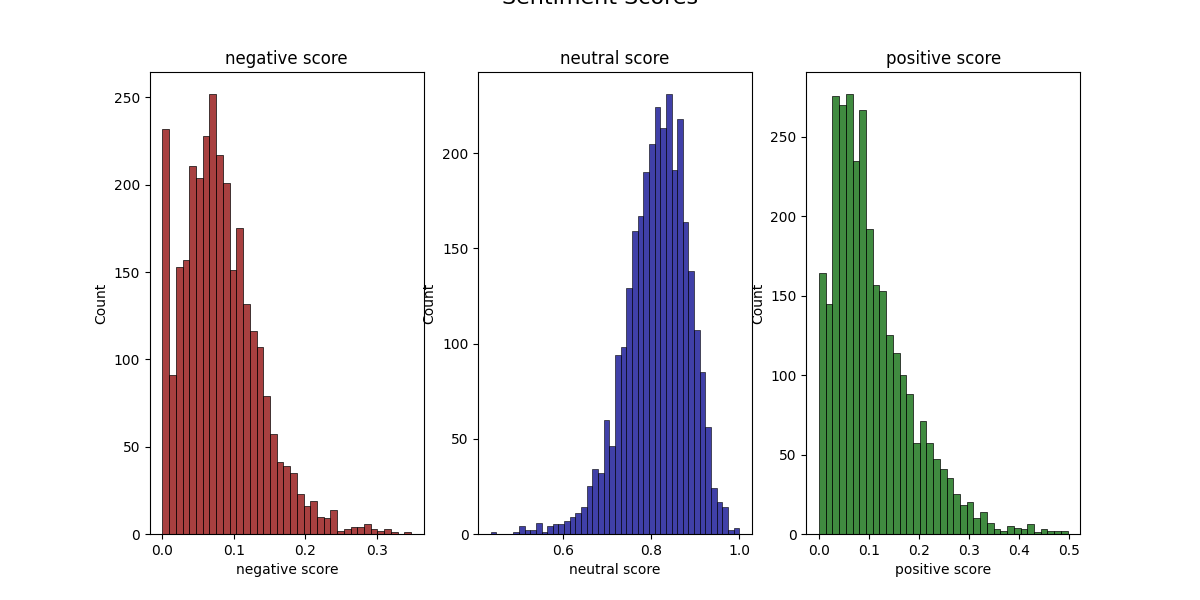 Sentiment Scores
negative score
neutral score
positive score
250
200
150
100
50
0
Count
0.0 0.1 0.2 0.3
negative score
200
150
100
50
0
Count
0.6 0.8 1.0
neutral score
250
200
150
100
50
0
Count
0.0 0.1 0.2 0.3 0.4 0.5
positive score